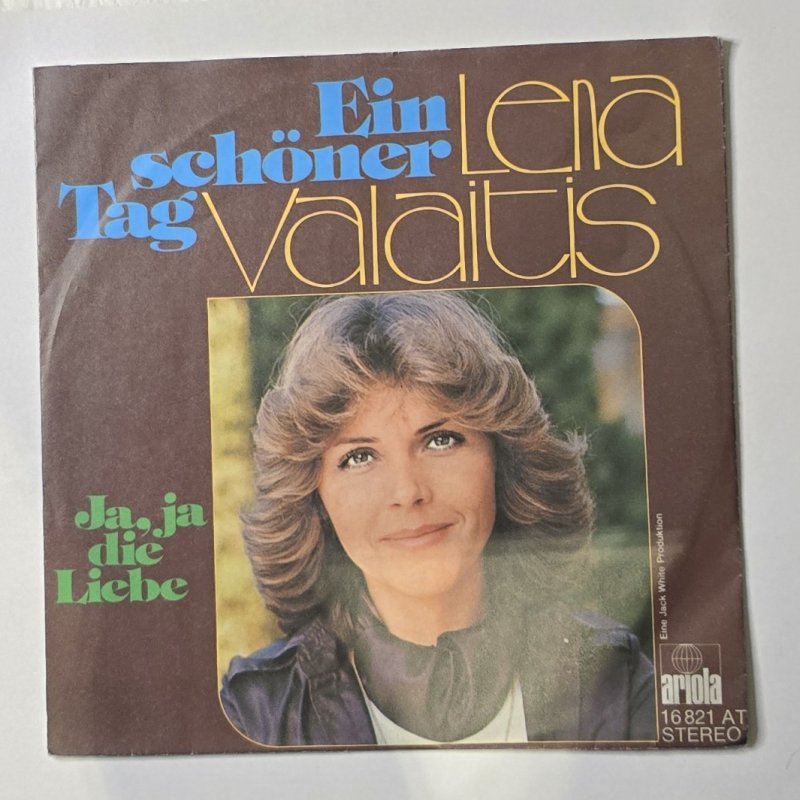 Ein
schöner
Tag
Lena
Valaitis
Ja, ja
die
Liebe
Eine Jack White Produktion
ariola
16 821 AT
STEREO